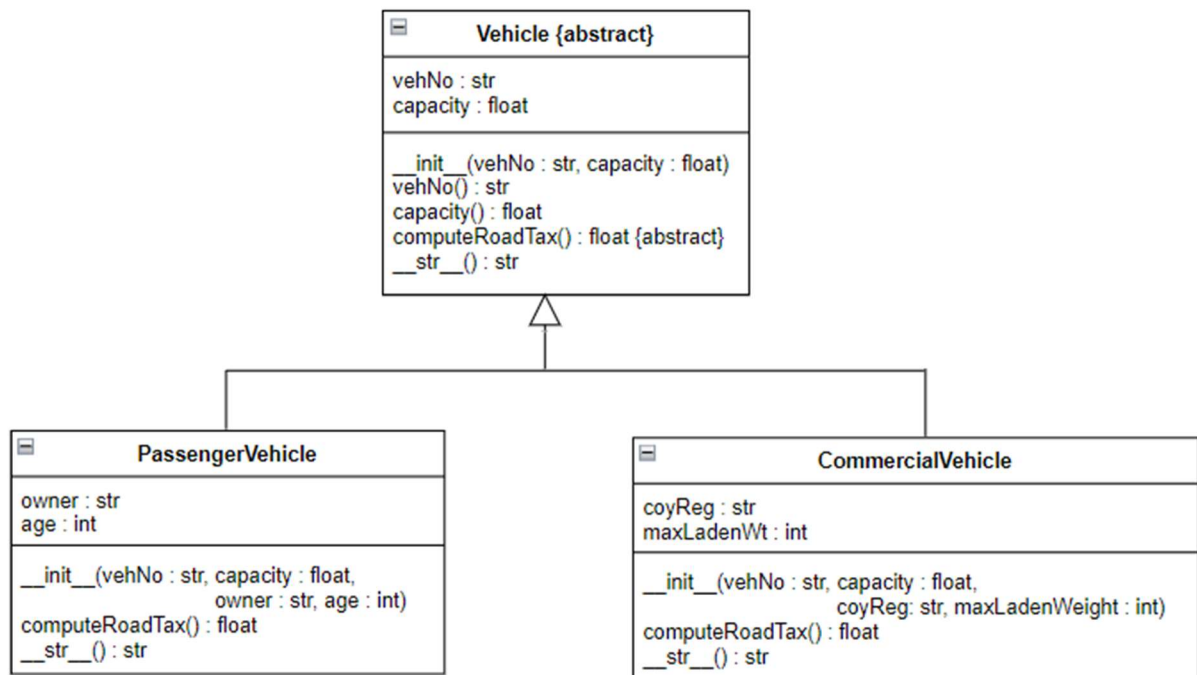 Vehicle {abstract}
vehNo : str
capacity : float
__init__(vehNo : str, capacity : float)
vehNo() : str
capacity() : float
computeRoadTax() : float {abstract}
__str__() : str
PassengerVehicle
owner : str
age : int
__init__(vehNo : str, capacity : float,
owner : str, age : int)
computeRoadTax() : float
__str__() : str
CommercialVehicle
coyReg : str
maxLadenWt : int
__init__(vehNo : str, capacity : float,
coyReg: str, maxLadenWeight : int)
computeRoadTax() : float
__str__() : str